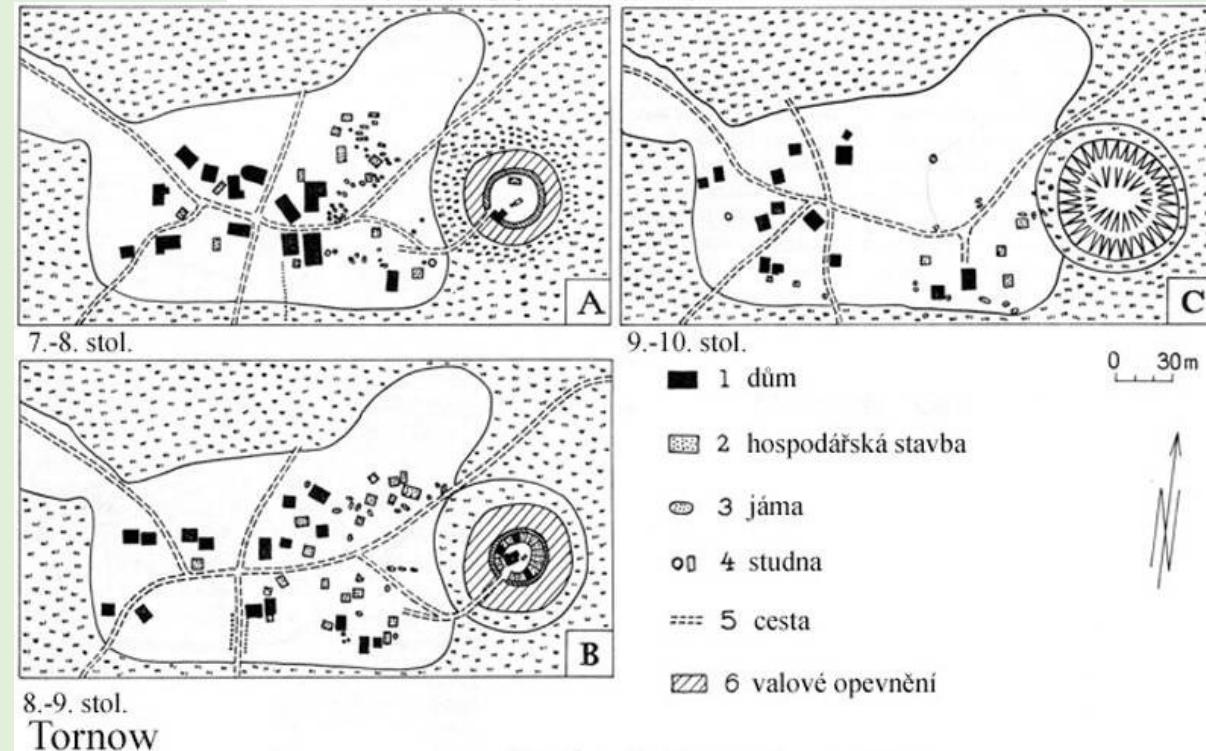 A
7.-8. stol.
B
8.-9. stol.
Tornow
C
9.-10. stol.
0 30 m
1 dům
2 hospodářská stavba
3 jáma
4 studna
5 cesta
6 valové opevnění